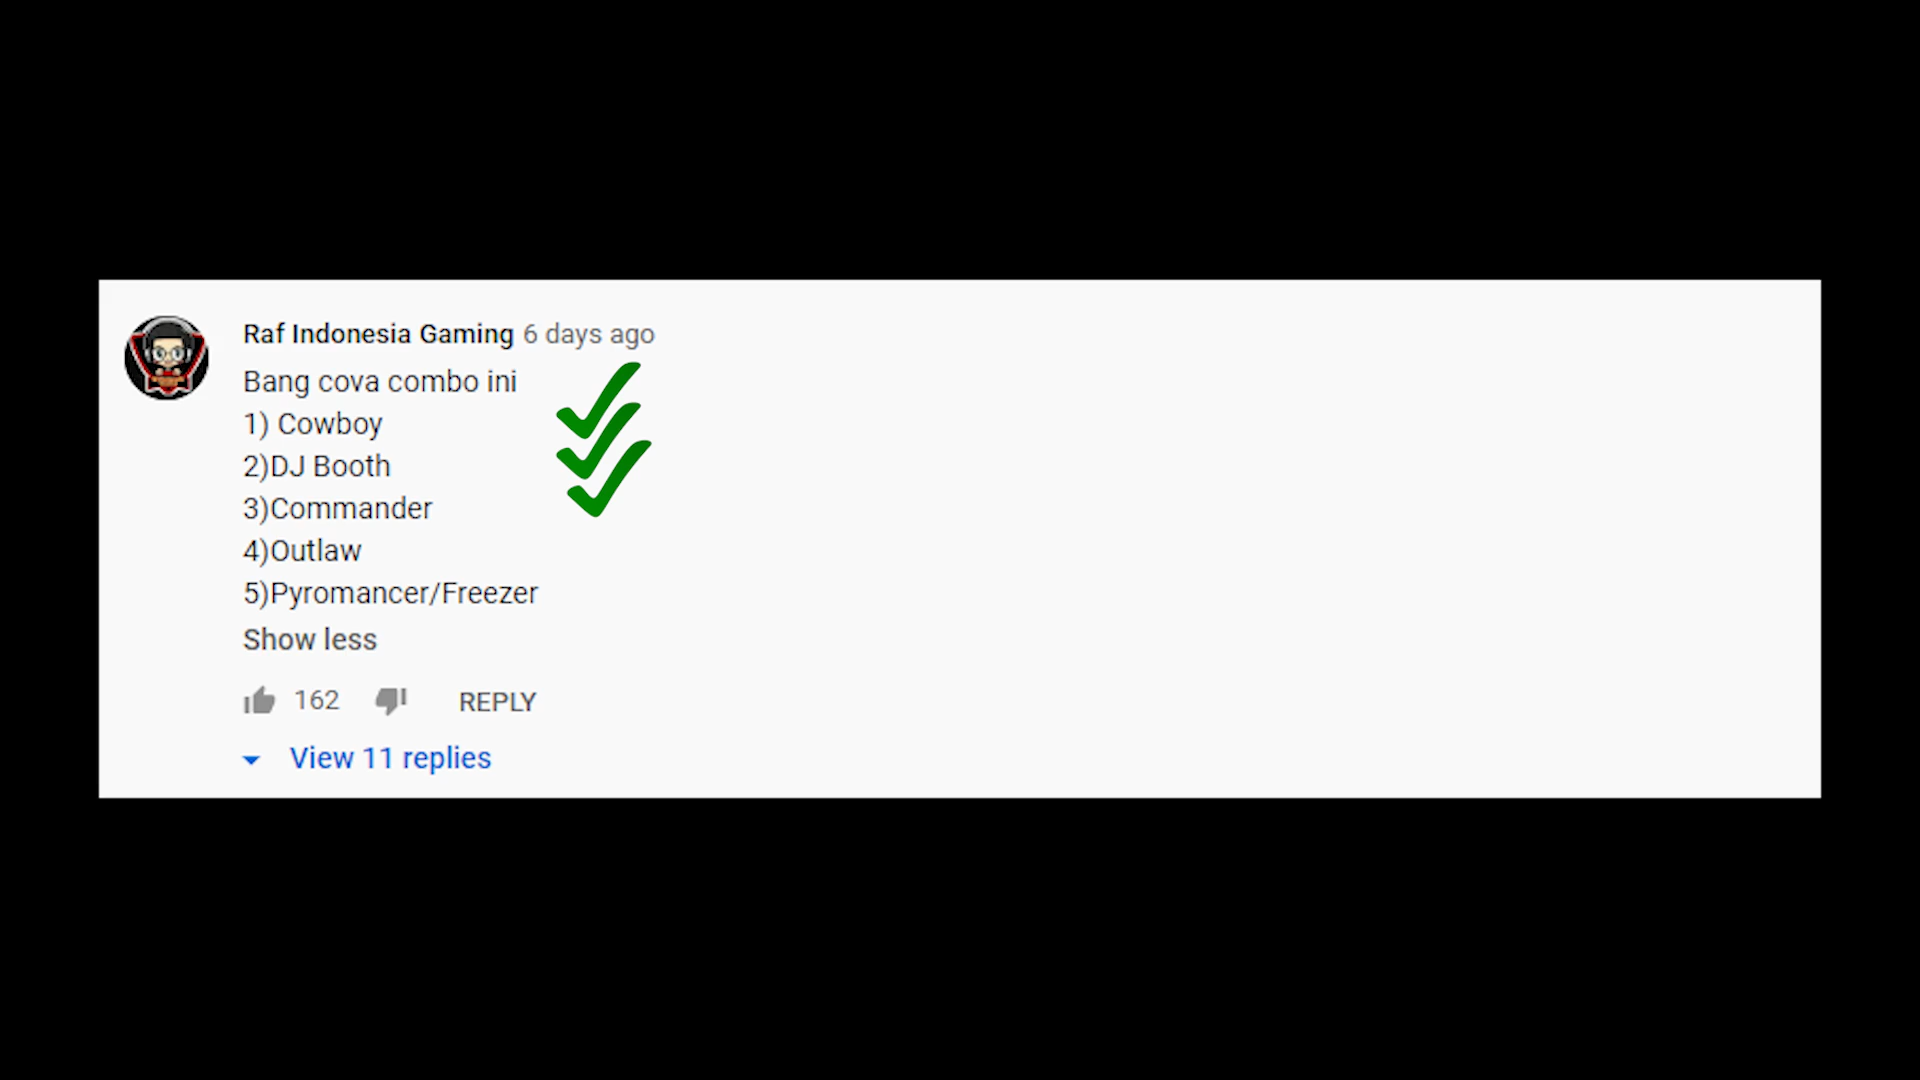 Raf Indonesia Gaming 6 days ago
Bang cova combo ini
1) Cowboy
2)DJ Booth
3)Commander
4)Outlaw
5)Pyromancer/Freezer
Show less
162 REPLY
View 11 replies